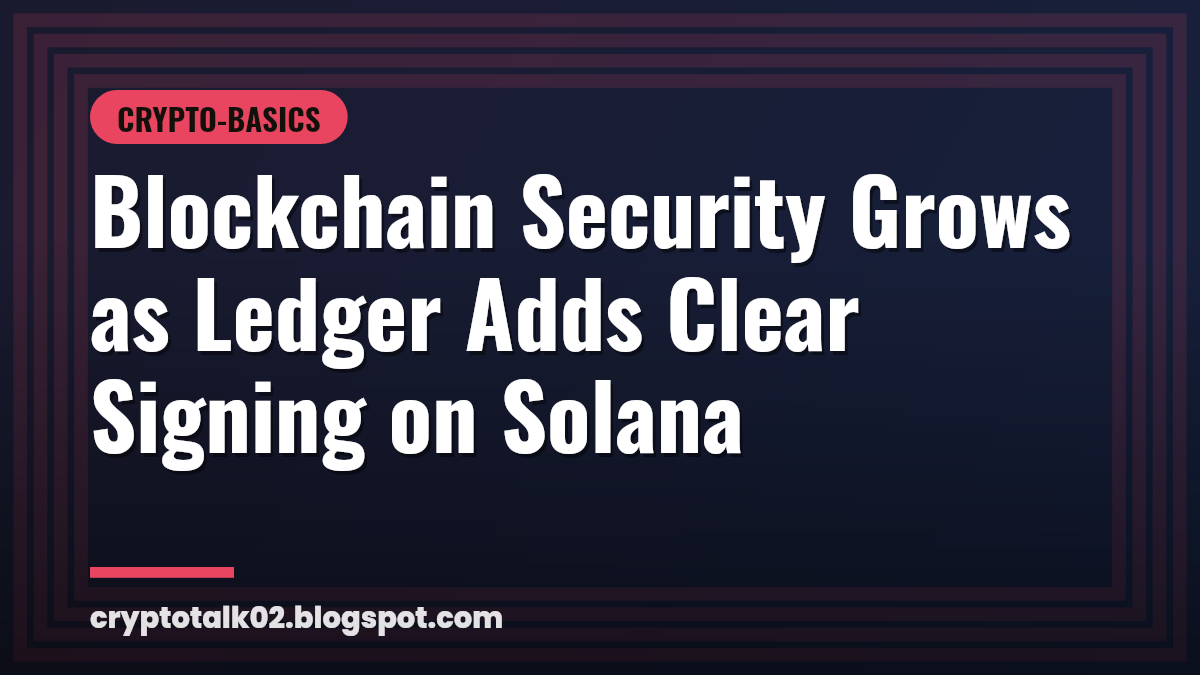 CRYPTO-BASICS
Blockchain Security Grows
as Ledger Adds Clear
Signing on Solana
cryptotalk02.blogspot.com